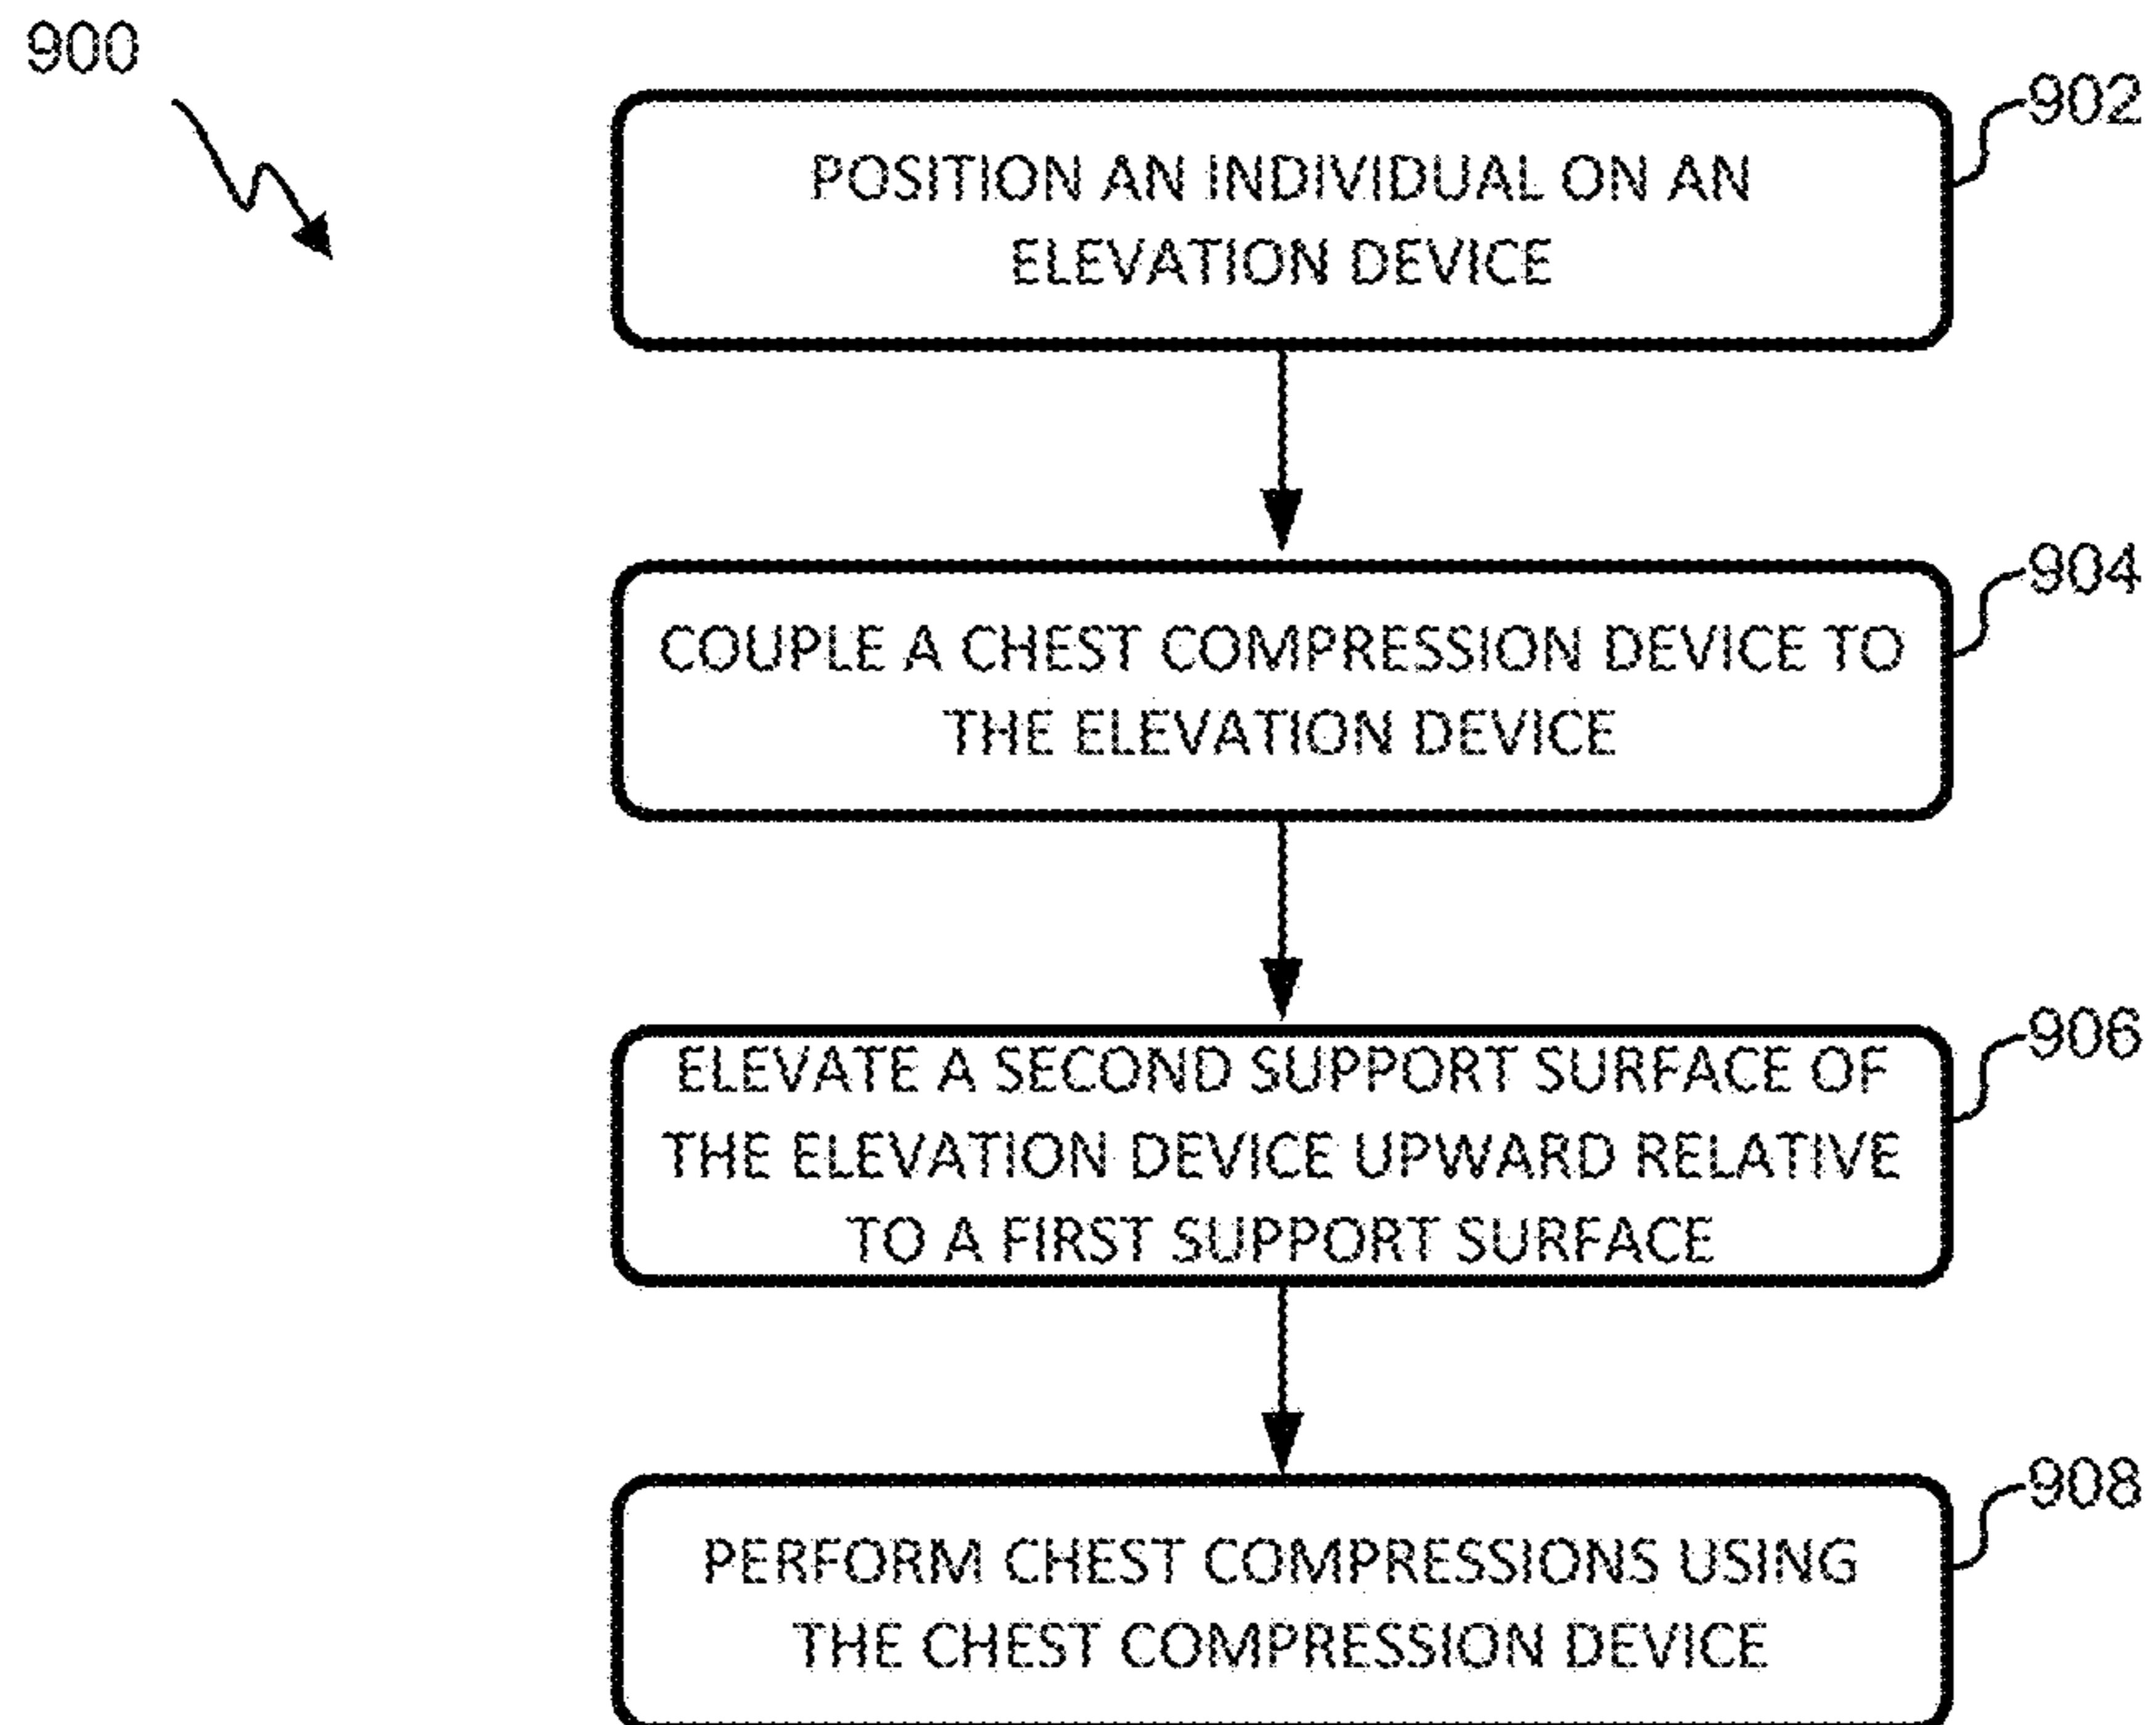 900
902
POSITION AN INDIVIDUAL ON AN
ELEVATION DEVICE
904
COUPLE A CHEST COMPRESSION DEVICE TO
THE ELEVATION DEVICE
906
ELEVATE A SECOND SUPPORT SURFACE OF
THE ELEVATION DEVICE UPWARD RELATIVE
TO A FIRST SUPPORT SURFACE
908
PERFORM CHEST COMPRESSIONS USING
THE CHEST COMPRESSION DEVICE